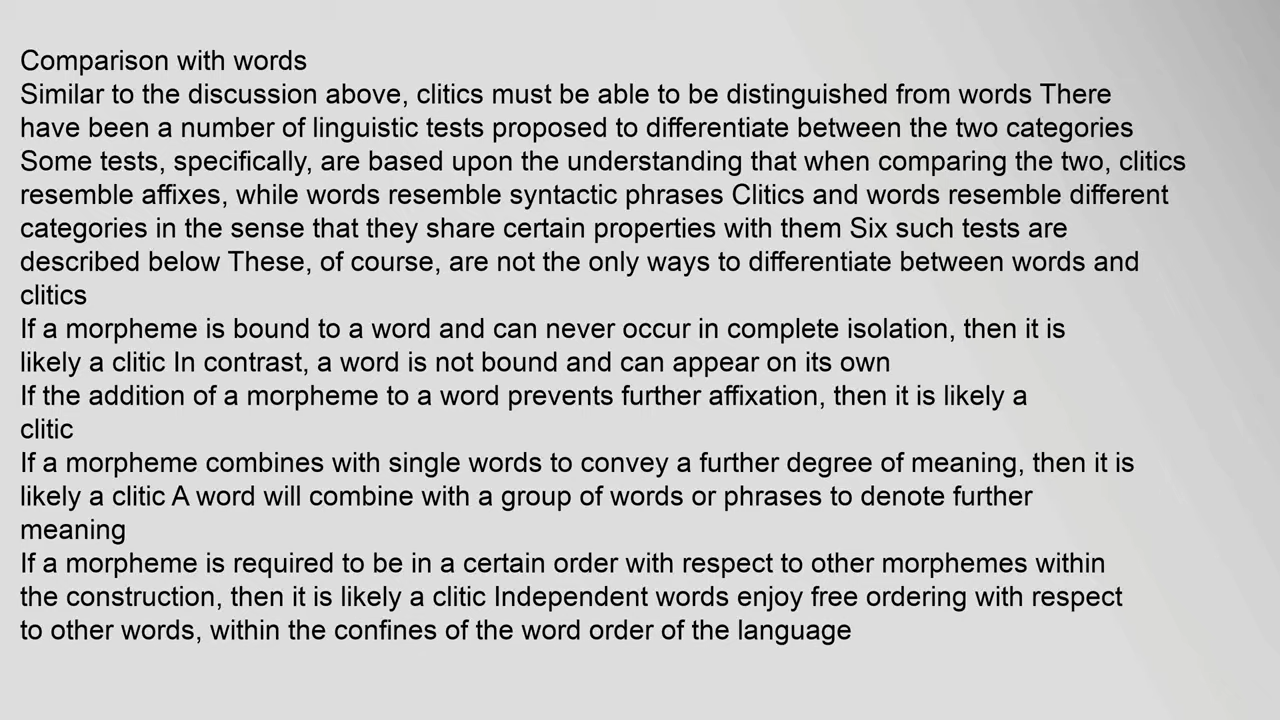 Comparison with words
Similar to the discussion above, clitics must be able to be distinguished from words There
have been a number of linguistic tests proposed to differentiate between the two categories
Some tests, specifically, are based upon the understanding that when comparing the two, clitics
resemble affixes, while words resemble syntactic phrases Clitics and words resemble different
categories in the sense that they share certain properties with them Six such tests are
described below These, of course, are not the only ways to differentiate between words and
clitics
If a morpheme is bound to a word and can never occur in complete isolation, then it is
likely a clitic In contrast, a word is not bound and can appear on its own
If the addition of a morpheme to a word prevents further affixation, then it is likely a
clitic
If a morpheme combines with single words to convey a further degree of meaning, then it is
likely a clitic A word will combine with a group of words or phrases to denote further
meaning
If a morpheme is required to be in a certain order with respect to other morphemes within
the construction, then it is likely a clitic Independent words enjoy free ordering with respect
to other words, within the confines of the word order of the language